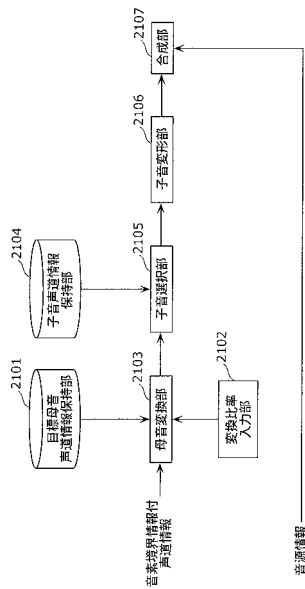 2101
目標母音
声道情報保持部
2104
子音声道情報
保持部
音素境界情報付
声道情報
2103
母音変換部
2105
子音選択部
2106
子音変形部
2107
合成部
2102
変換比率
入力部
音源情報